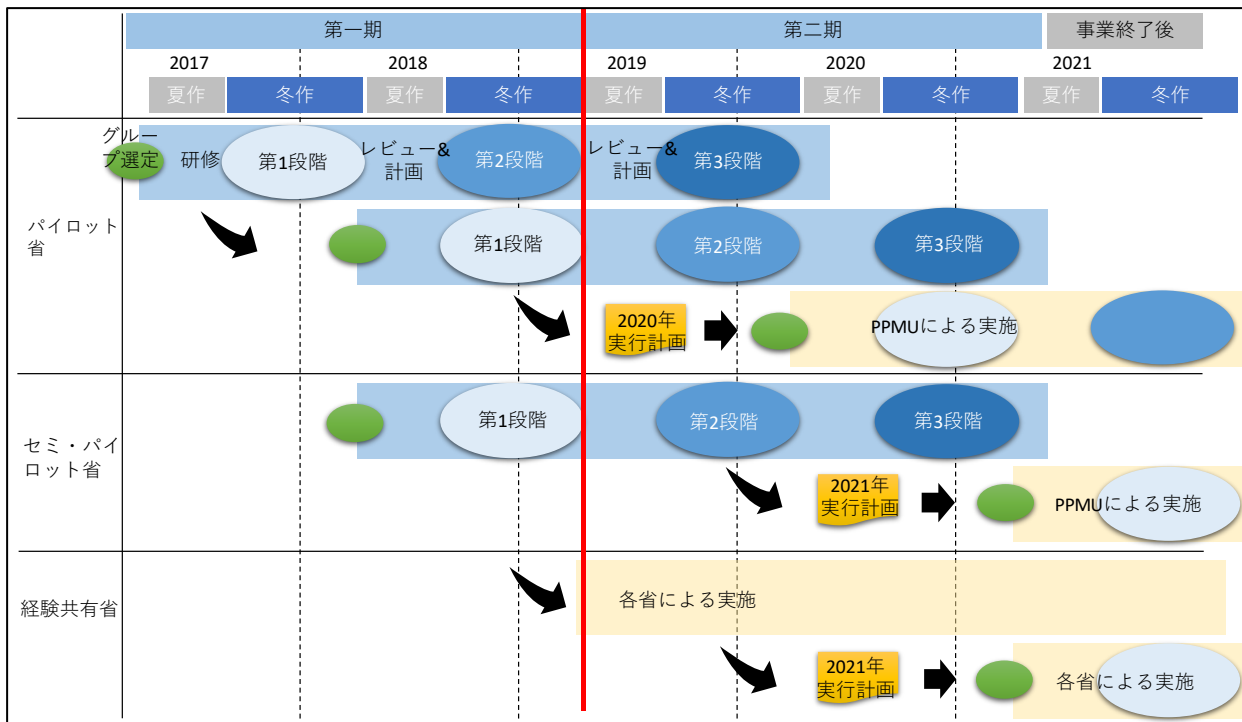 第一期
第二期
事業終了後
2017
2018
2019
2020
2021
夏作
冬作
夏作
冬作
夏作
冬作
夏作
冬作
夏作
冬作
パイロット
省
グルー
プ選定
研修
第1段階
レビュー&
計画
第2段階
レビュー&
計画
第3段階
第1段階
第2段階
第3段階
2020年
実行計画
PPMUによる実施
セミ・パイ
ロット省
第1段階
第2段階
第3段階
2021年
実行計画
PPMUによる実施
経験共有省
各省による実施
2021年
実行計画
各省による実施